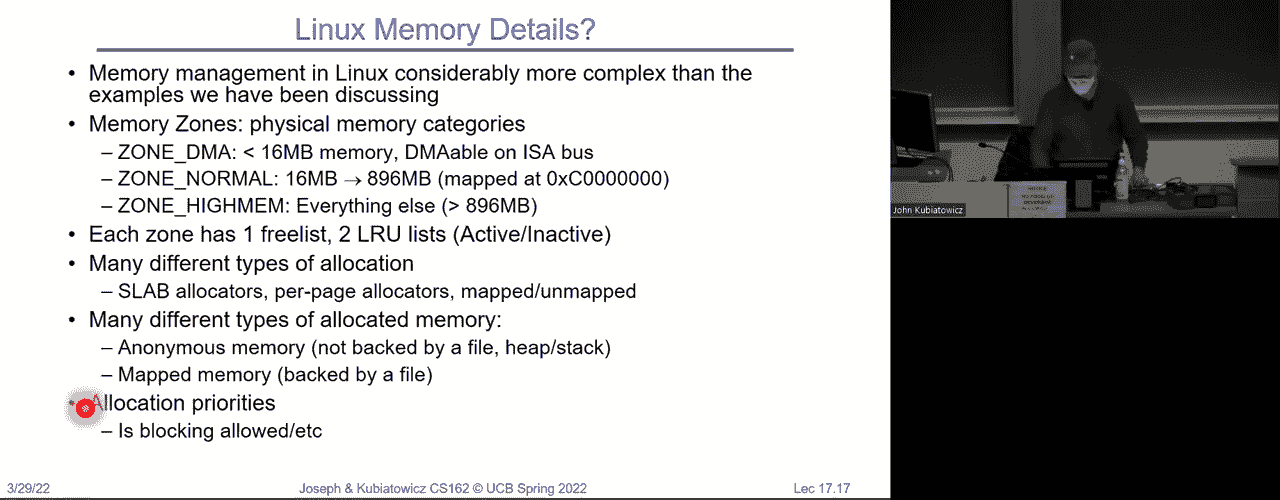 Linux Memory Details?
• Memory management in Linux considerably more complex than the
examples we have been discussing
• Memory Zones: physical memory categories
– ZONE_DMA: < 16MB memory, DMAable on ISA bus
– ZONE_NORMAL: 16MB → 896MB (mapped at 0xC0000000)
– ZONE_HIGHMEM: Everything else (> 896MB)
• Each zone has 1 freelist, 2 LRU lists (Active/Inactive)
• Many different types of allocation
– SLAB allocators, per-page allocators, mapped/unmapped
• Many different types of allocated memory:
– Anonymous memory (not backed by a file, heap/stack)
– Mapped memory (backed by a file)
• Allocation priorities
– Is blocking allowed/etc
3/29/22
Joseph & Kubiatowicz CS162 © UCB Spring 2022
Lec 17.17
John Kubiatowicz